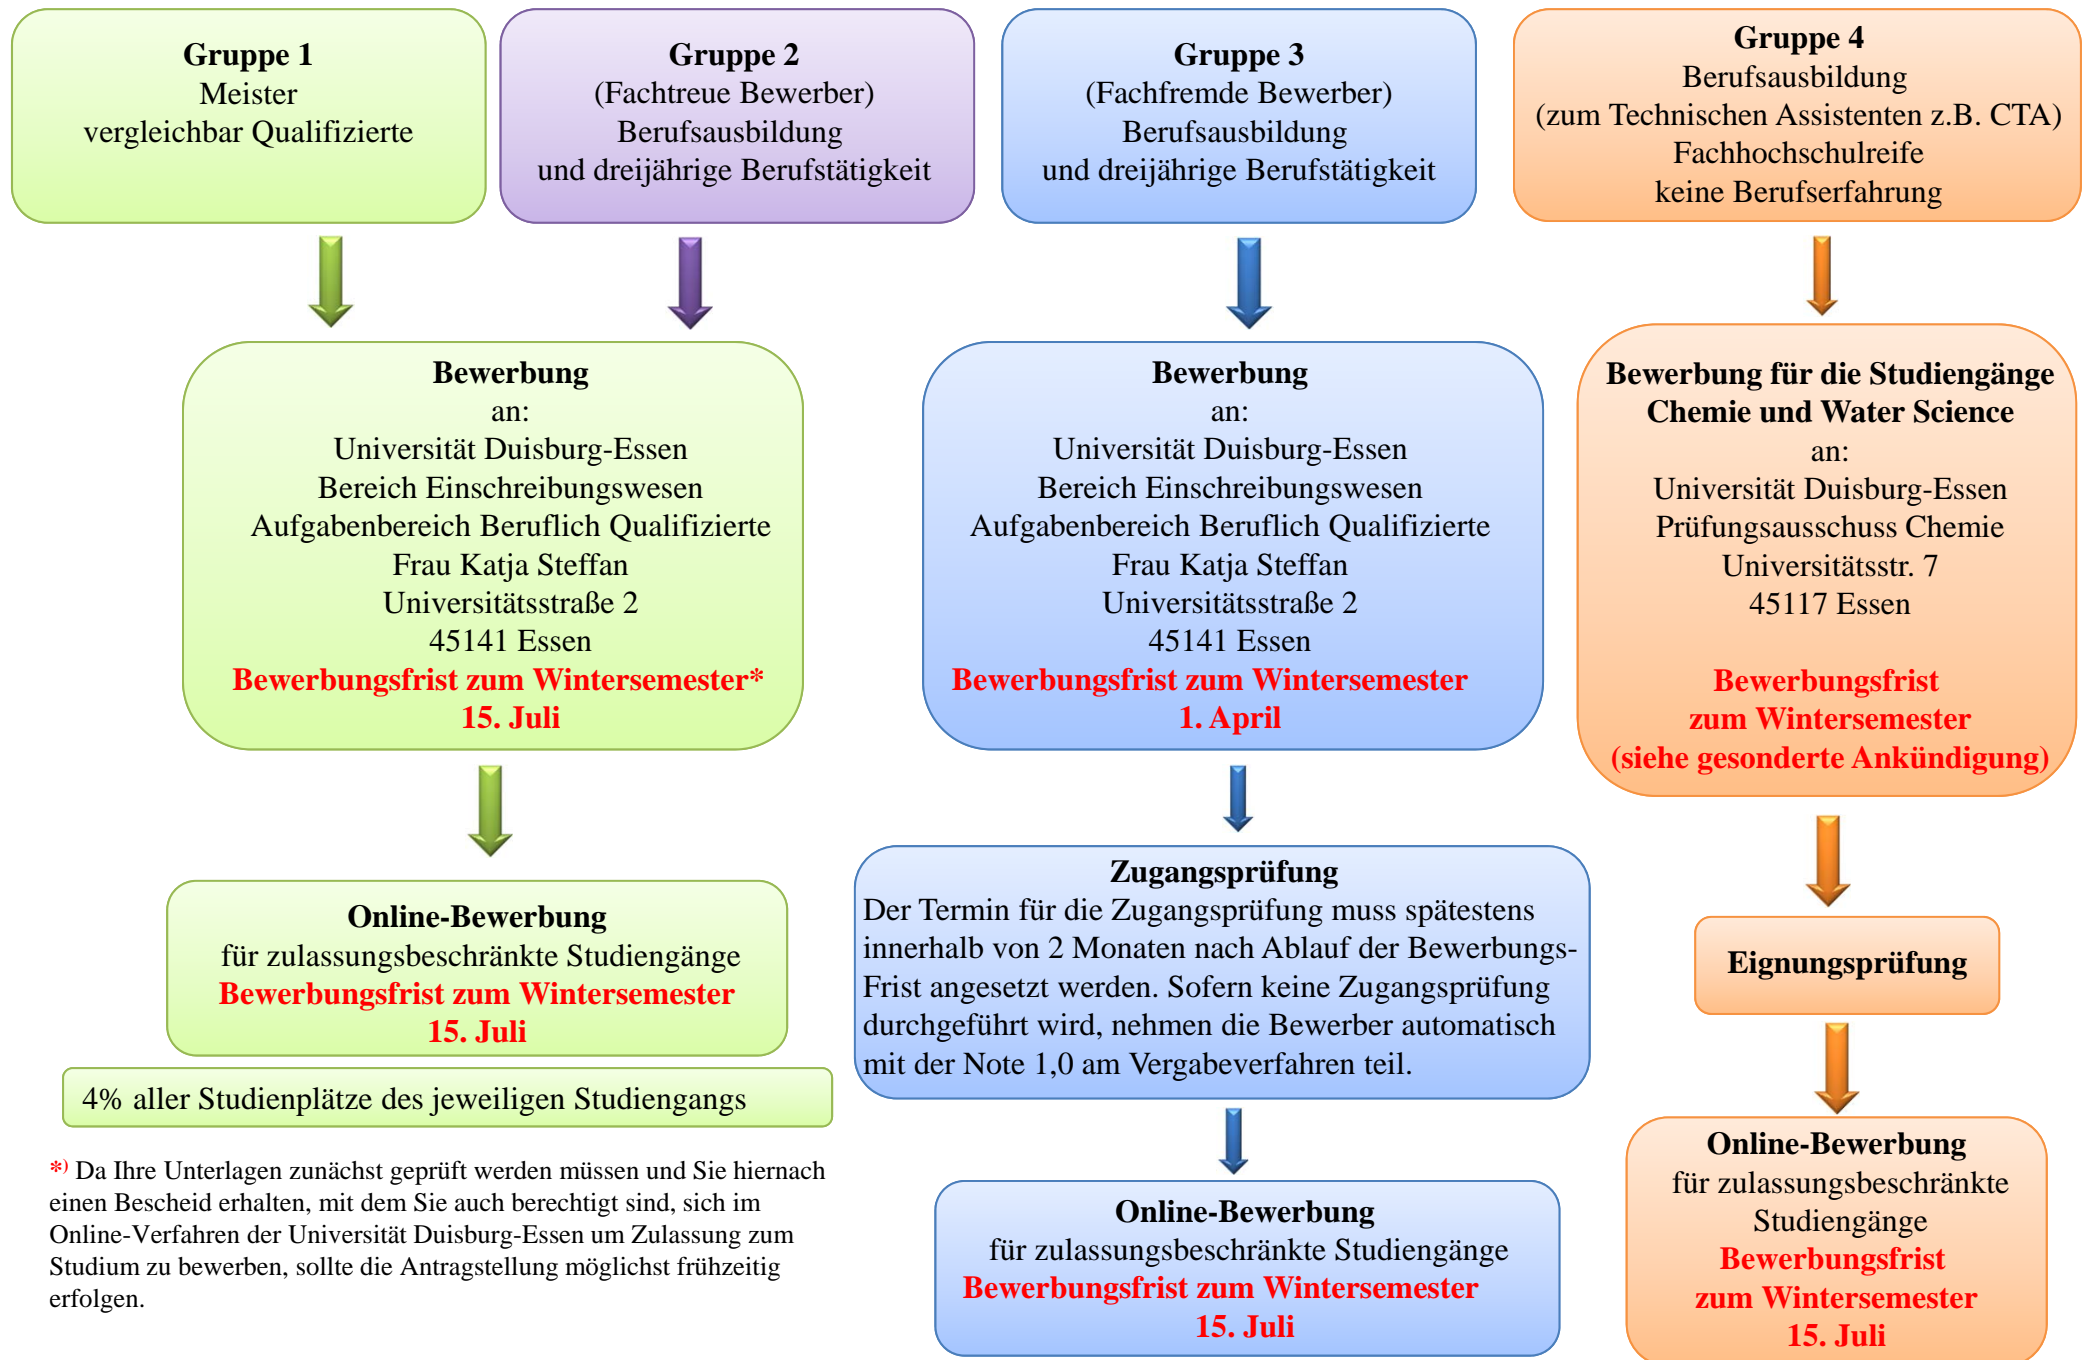 Gruppe 1
Meister
vergleichbar Qualifizierte
Gruppe 2
(Fachtreue Bewerber)
Berufsausbildung
und dreijährige Berufstätigkeit
Gruppe 3
(Fachfremde Bewerber)
Berufsausbildung
und dreijährige Berufstätigkeit
Gruppe 4
Berufsausbildung
(zum Technischen Assistenten z.B. CTA)
Fachhochschulreife
keine Berufserfahrung
Bewerbung
an:
Universität Duisburg-Essen
Bereich Einschreibungswesen
Aufgabenbereich Beruflich Qualifizierte
Frau Katja Steffan
Universitätsstraße 2
45141 Essen
Bewerbungsfrist zum Wintersemester*
15. Juli
Bewerbung
an:
Universität Duisburg-Essen
Bereich Einschreibungswesen
Aufgabenbereich Beruflich Qualifizierte
Frau Katja Steffan
Universitätsstraße 2
45141 Essen
Bewerbungsfrist zum Wintersemester
1. April
Bewerbung für die Studiengänge
Chemie und Water Science
an:
Universität Duisburg-Essen
Prüfungsausschuss Chemie
Universitätsstr. 7
45117 Essen
Bewerbungsfrist
zum Wintersemester
(siehe gesonderte Ankündigung)
Online-Bewerbung
für zulassungsbeschränkte Studiengänge
Bewerbungsfrist zum Wintersemester
15. Juli
4% aller Studienplätze des jeweiligen Studiengangs
*) Da Ihre Unterlagen zunächst geprüft werden müssen und Sie hiernach
einen Bescheid erhalten, mit dem Sie auch berechtigt sind, sich im
Online-Verfahren der Universität Duisburg-Essen um Zulassung zum
Studium zu bewerben, sollte die Antragstellung möglichst frühzeitig
erfolgen.
Zugangsprüfung
Der Termin für die Zugangsprüfung muss spätestens
innerhalb von 2 Monaten nach Ablauf der Bewerbungs-
Frist angesetzt werden. Sofern keine Zugangsprüfung
durchgeführt wird, nehmen die Bewerber automatisch
mit der Note 1,0 am Vergabeverfahren teil.
Online-Bewerbung
für zulassungsbeschränkte Studiengänge
Bewerbungsfrist zum Wintersemester
15. Juli
Eignungsprüfung
Online-Bewerbung
für zulassungsbeschränkte
Studiengänge
Bewerbungsfrist
zum Wintersemester
15. Juli